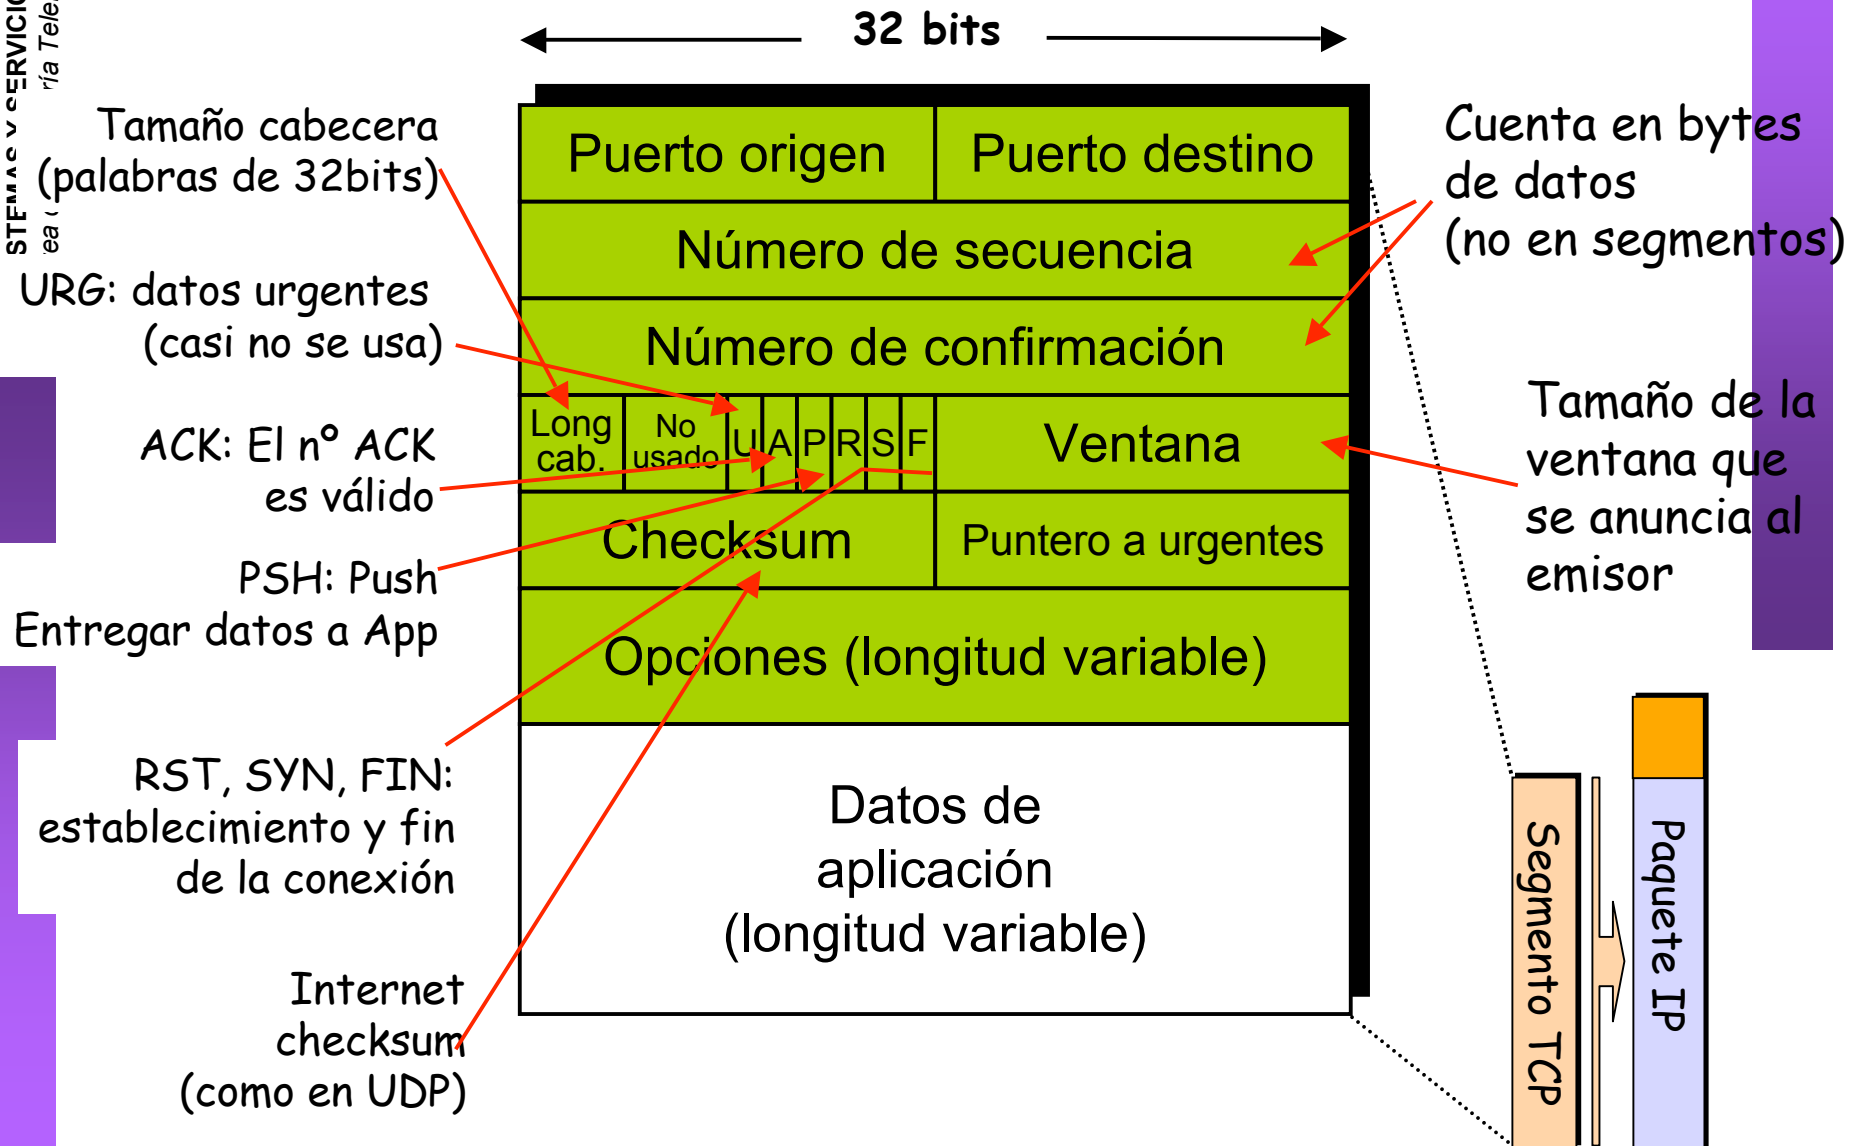 32 bits
Tamaño cabecera
(palabras de 32bits)
URG: datos urgentes
(casi no se usa)
ACK: El nº ACK
es válido
PSH: Push
Entregar datos a App
RST, SYN, FIN:
establecimiento y fin
de la conexión
Internet
checksum
(como en UDP)
Puerto origen
Puerto destino
Número de secuencia
Número de confirmación
Long
cab.
No
usado
U
A
P
R
S
F
Ventana
Checksum
Puntero a urgentes
Opciones (longitud variable)
Datos de
aplicación
(longitud variable)
Cuenta en bytes
de datos
(no en segmentos)
Tamaño de la
ventana que
se anuncia al
emisor
Segmento TCP
Paquete IP